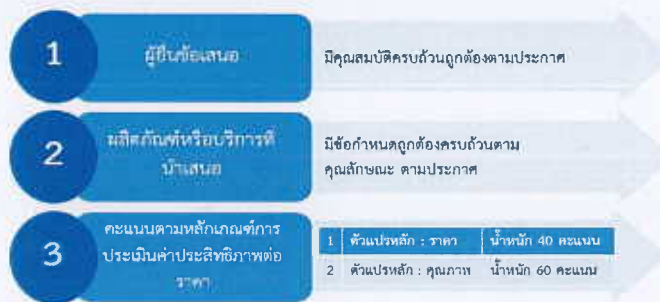 1
ผู้ยื่นข้อเสนอ
มีคุณสมบัติครบถ้วนถูกต้องตามประกาศ
2
ผลิตภัณฑ์หรือบริการที่
นำเสนอ
มีข้อกำหนดถูกต้องครบถ้วนตาม
คุณลักษณะ ตามประกาศ
3
คะแนนตามหลักเกณฑ์การ
ประเมินค่าประสิทธิภาพต่อ
ราคา
1 ตัวแปรหลัก : ราคา น้ำหนัก 40 คะแนน
2 ตัวแปรหลัก : คุณภาพ น้ำหนัก 60 คะแนน